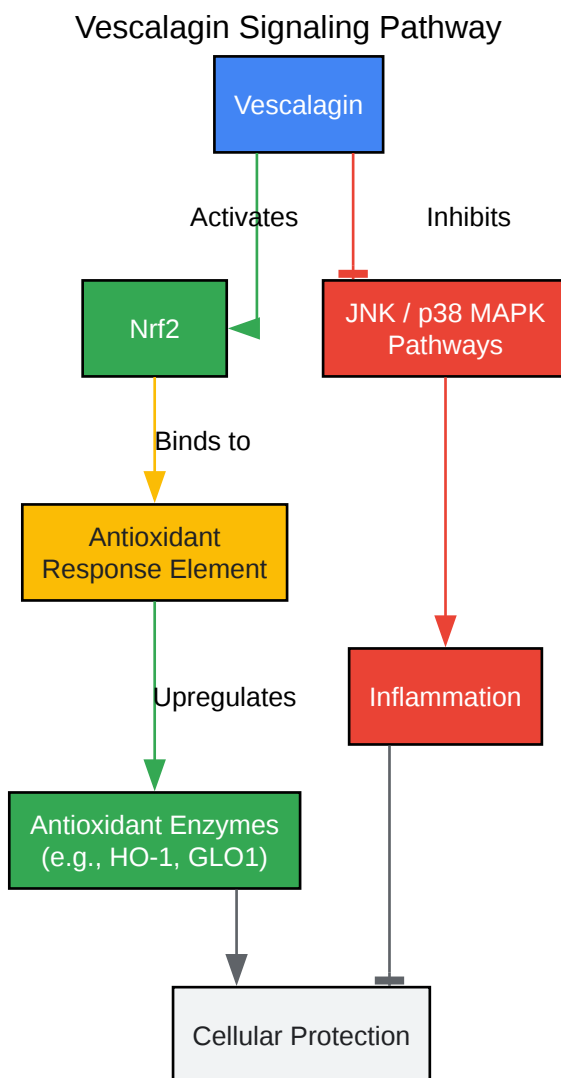 Vescalagin Signaling Pathway
Vescalagin
Activates
Inhibits
Nrf2
JNK / p38 MAPK
Pathways
Binds to
Antioxidant
Response Element
Upregulates
Inflammation
Antioxidant Enzymes
(e.g., HO-1, GLO1)
Cellular Protection